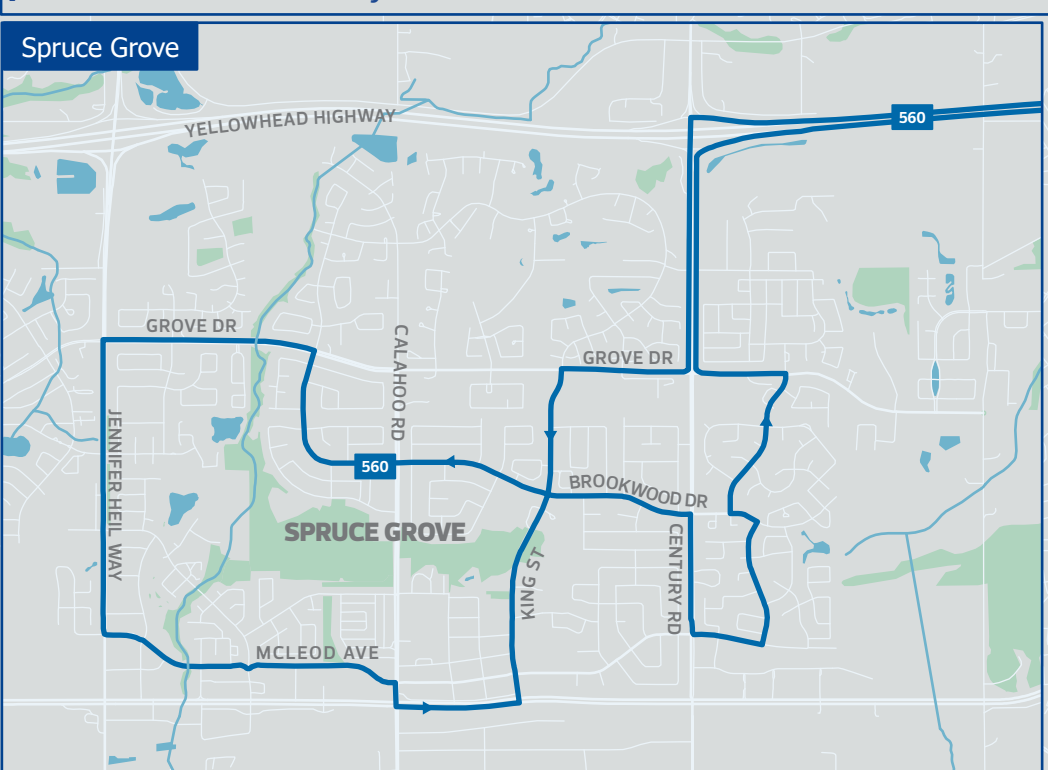 Spruce Grove
YELLOWHEAD HIGHWAY
560
GROVE DR
CALAHOO RD
GROVE DR
JENNIFER HEIL WAY
560
BROOKWOOD DR
SPRUCE GROVE
CENTURY RD
KING ST
MCLEOD AVE